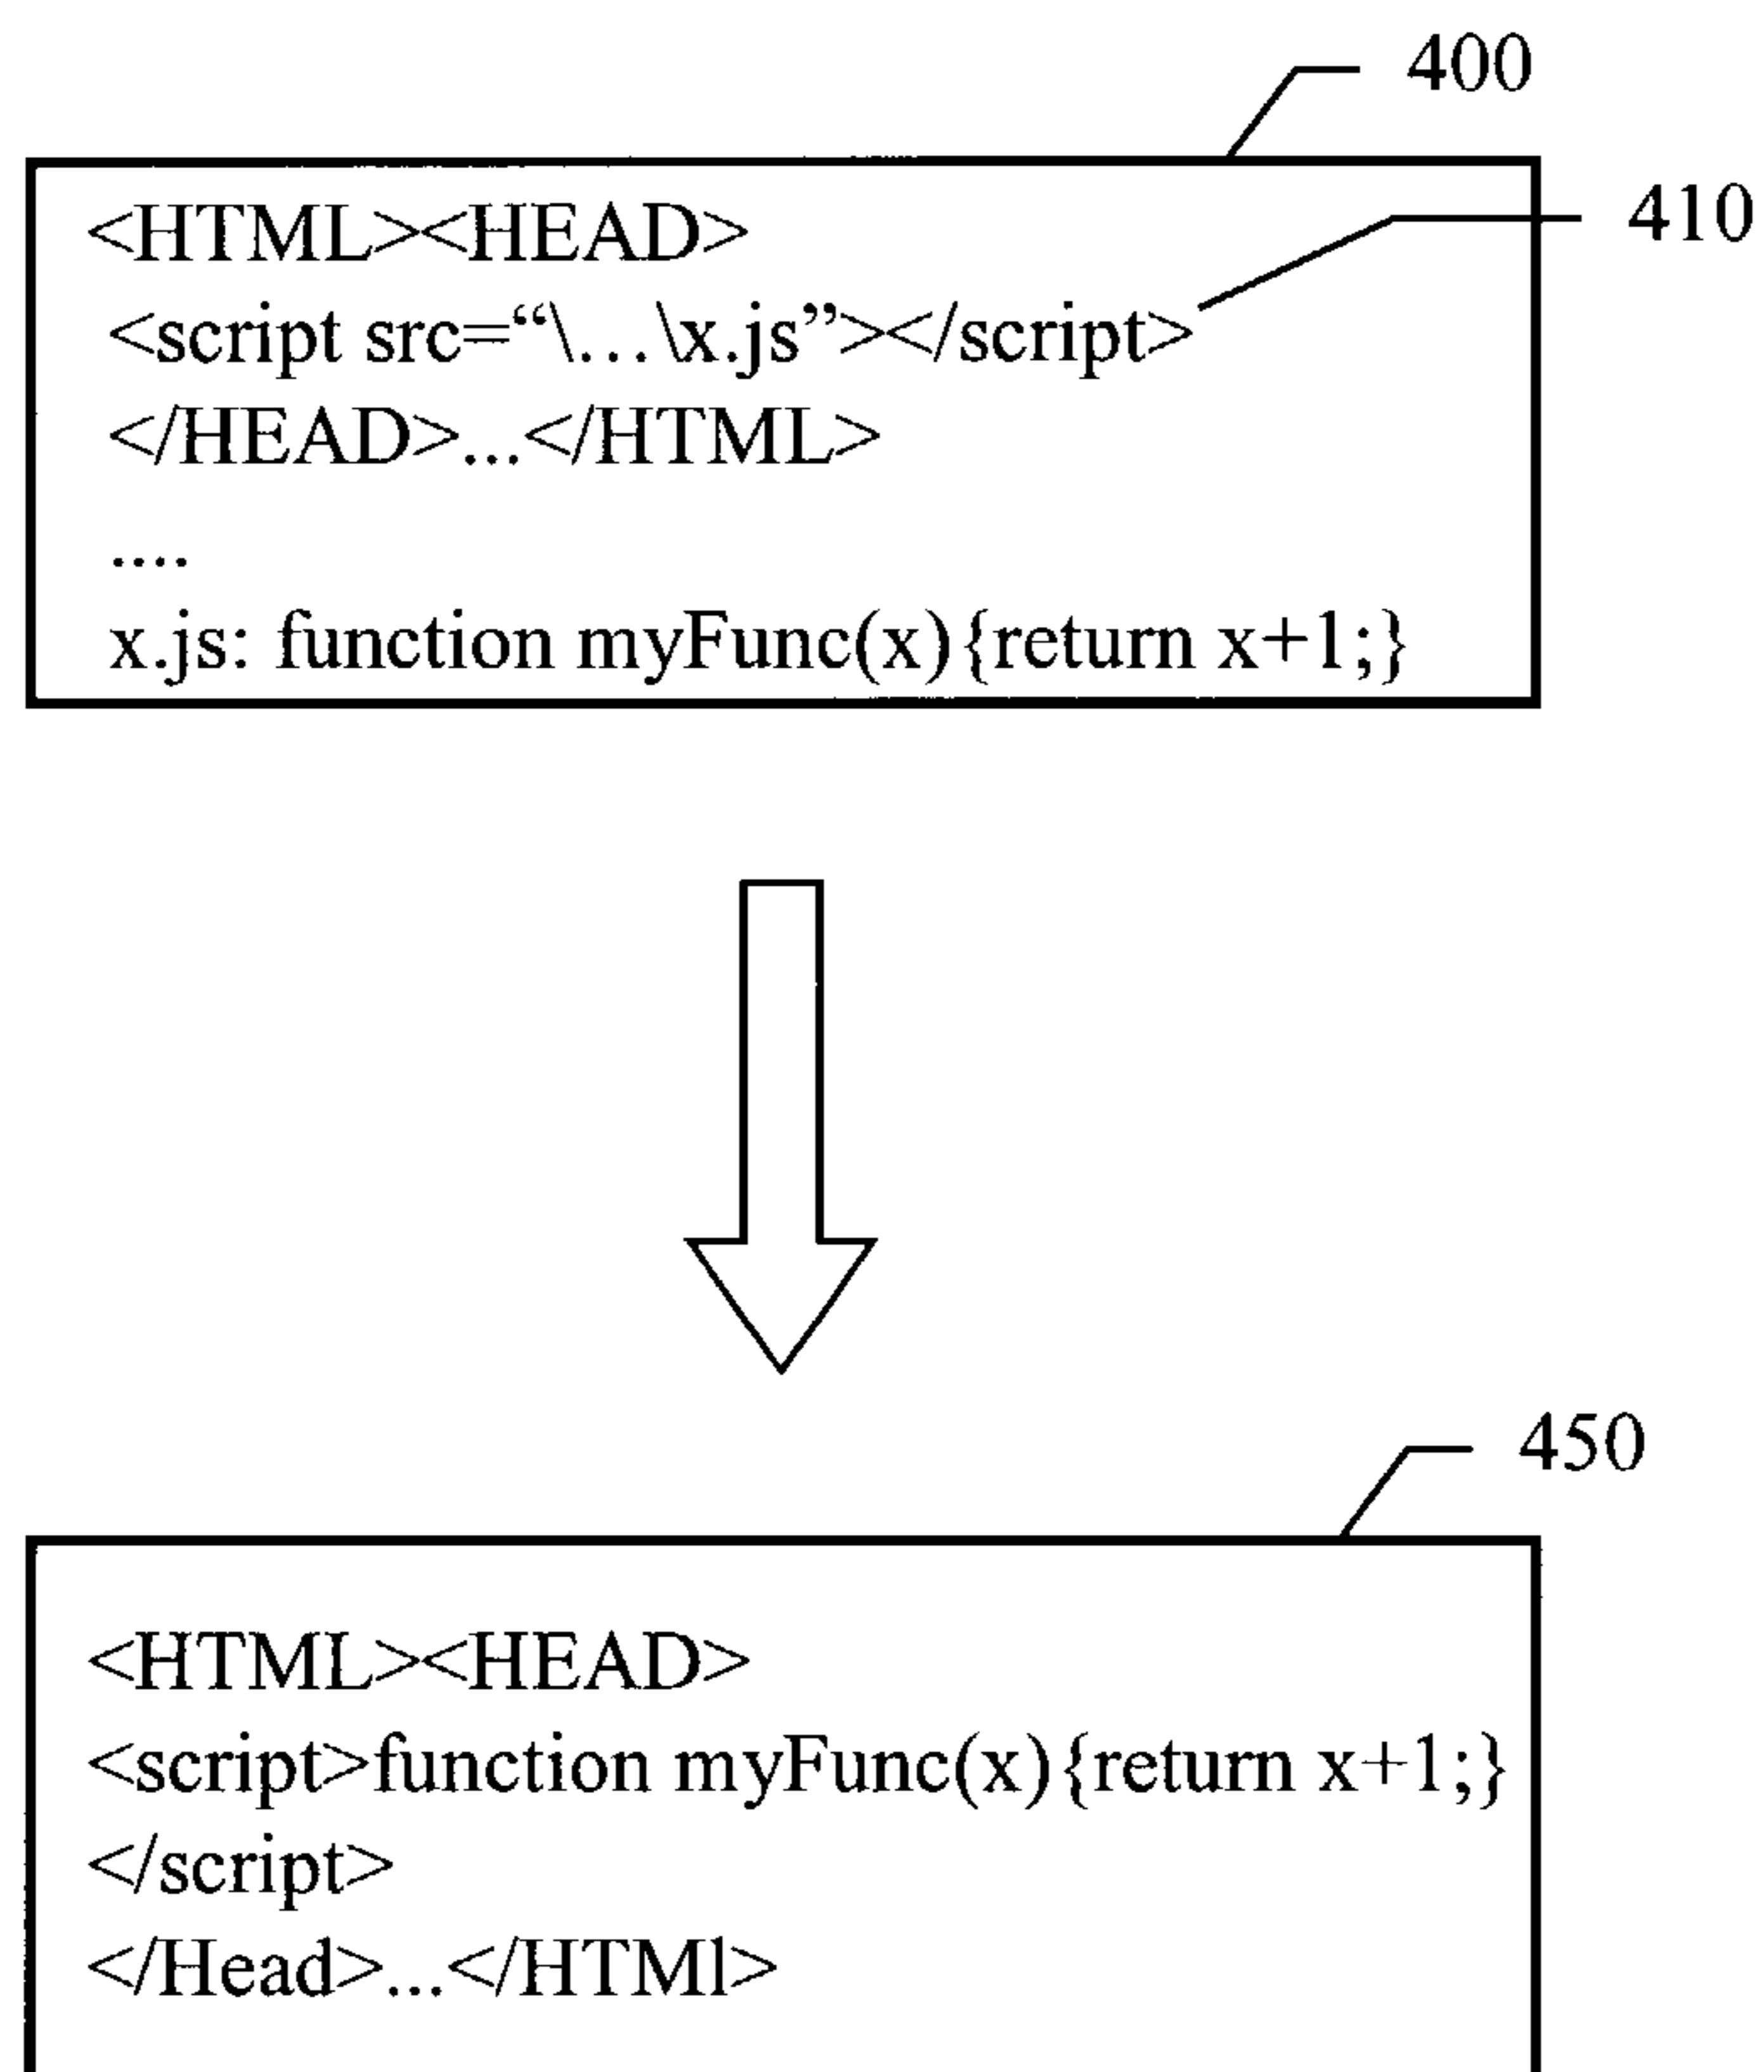 400
<HTML><HEAD>
410
<script src=“\...\x.js”></script>
</HEAD>...</HTML>
....
x.js: function myFunc(x){return x+1;}
450
<HTML><HEAD>
<script>function myFunc(x){return x+1;}
</script>
</Head>...</HTMl>